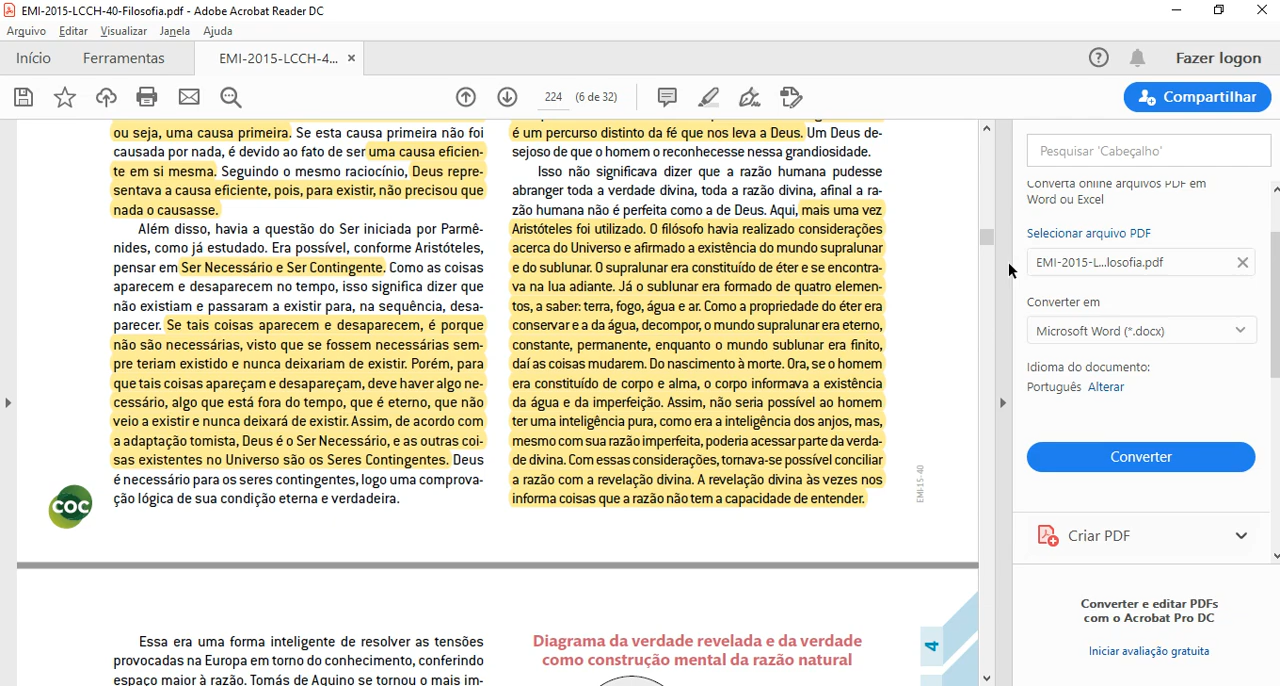 EMI-2015-LCCH-40-Filosofia.pdf - Adobe Acrobat Reader DC
Arquivo Editar Visualizar Janela Ajuda
Início Ferramentas EMI-2015-LCCH-4... × Fazer logon
224 (6 de 32) Compartilhar
ou seja, uma causa primeira. Se esta causa primeira não foi
causada por nada, é devido ao fato de ser uma causa eficien-
te em si mesma. Seguindo o mesmo raciocínio, Deus repre-
sentava a causa eficiente, pois, para existir, não precisou que
nada o causasse.
Além disso, havia a questão do Ser iniciada por Parmê-
nides, como já estudado. Era possível, conforme Aristóteles,
pensar em Ser Necessário e Ser Contingente. Como as coisas
aparecem e desaparecem no tempo, isso significa dizer que
não existiam e passaram a existir para, na sequência, desa-
parecer. Se tais coisas aparecem e desaparecem, é porque
não são necessárias, visto que se fossem necessárias sem-
pre teriam existido e nunca deixariam de existir. Porém, para
que tais coisas apareçam e desapareçam, deve haver algo ne-
cessário, algo que está fora do tempo, que é eterno, que não
veio a existir e nunca deixará de existir. Assim, de acordo com
a adaptação tomista, Deus é o Ser Necessário, e as outras coi-
sas existentes no Universo são os Seres Contingentes. Deus
é necessário para os seres contingentes, logo uma comprova-
ção lógica de sua condição eterna e verdadeira.
COC
é um percurso distinto da fé que nos leva a Deus. Um Deus de-
sejoso de que o homem o reconhecesse nessa grandiosidade.
Isso não significava dizer que a razão humana pudesse
abranger toda a verdade divina, toda a razão divina, afinal a ra-
zão humana não é perfeita como a de Deus. Aqui, mais uma vez
Aristóteles foi utilizado. O filósofo havia realizado considerações
acerca do Universo e afirmado a existência do mundo supralunar
e do sublunar. O supralunar era constituído de éter e se encontra-
va na lua adiante. Já o sublunar era formado de quatro elemen-
tos, a saber: terra, fogo, água e ar. Como a propriedade do éter era
conservar e a da água, decompor, o mundo supralunar era eterno,
constante, permanente, enquanto o mundo sublunar era finito,
daí as coisas mudarem. Do nascimento à morte. Ora, se o homem
era constituído de corpo e alma, o corpo informava a existência
da água e da imperfeição. Assim, não seria possível ao homem
ter uma inteligência pura, como era a inteligência dos anjos, mas,
mesmo com sua razão imperfeita, poderia acessar parte da verda-
de divina. Com essas considerações, tornava-se possível conciliar
a razão com a revelação divina. A revelação divina às vezes nos
informa coisas que a razão não tem a capacidade de entender.
EMI-15-40
Essa era uma forma inteligente de resolver as tensões
provocadas na Europa em torno do conhecimento, conferindo
espaço maior à razão. Tomás de Aquino se tornou o mais im-
Diagrama da verdade revelada e da verdade
como construção mental da razão natural
4
Pesquisar 'Cabeçalho'
Converta online arquivos PDF em
Word ou Excel
Selecionar arquivo PDF
EMI-2015-L...losofia.pdf
Converter em
Microsoft Word (*.docx)
Idioma do documento:
Português Alterar
Converter
Criar PDF
Converter e editar PDFs
com o Acrobat Pro DC
Iniciar avaliação gratuita